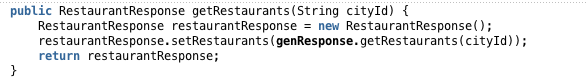 public RestaurantResponse getRestaurants(String cityId) {
    RestaurantResponse restaurantResponse = new RestaurantResponse();
    restaurantResponse.setRestaurants(genResponse.getRestaurants(cityId));
    return restaurantResponse;
}